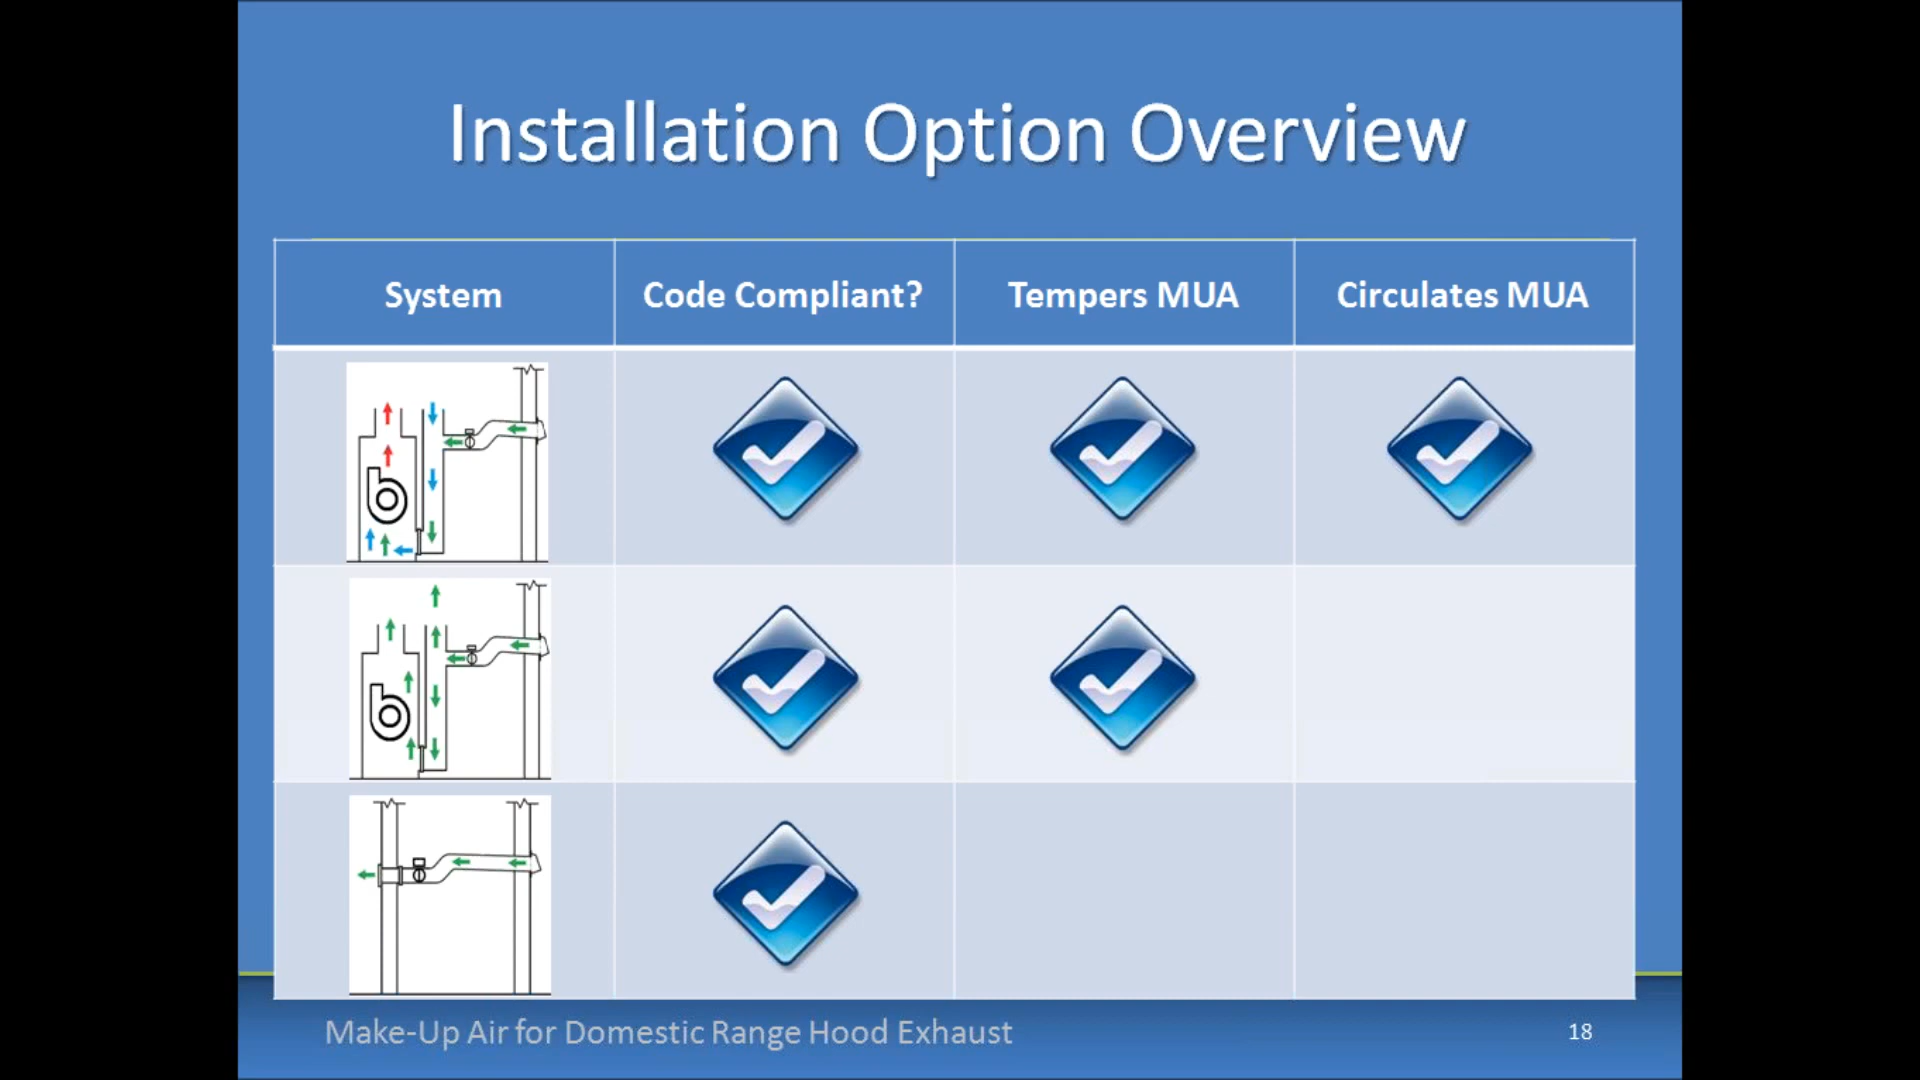 Installation Option Overview
System
Code Compliant?
Tempers MUA
Circulates MUA
Make-Up Air for Domestic Range Hood Exhaust
18